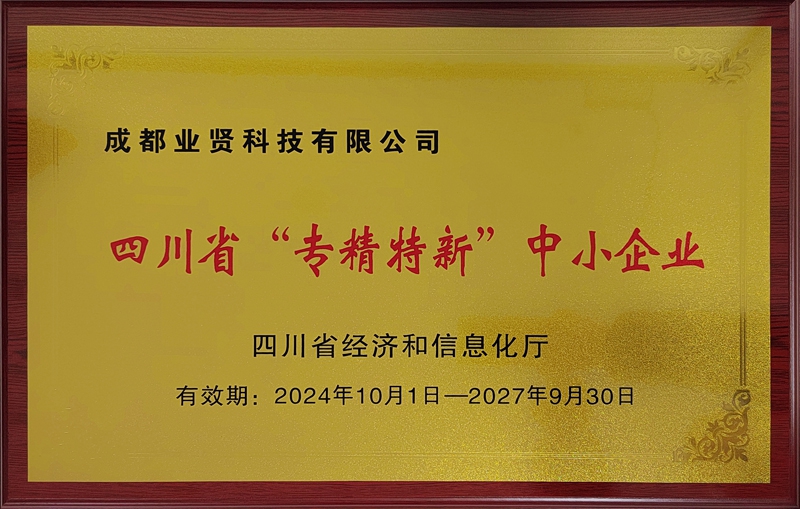 成都业贤科技有限公司
四川省“专精特新”中小企业
四川省经济和信息化厅
有效期：2024年10月1日—2027年9月30日